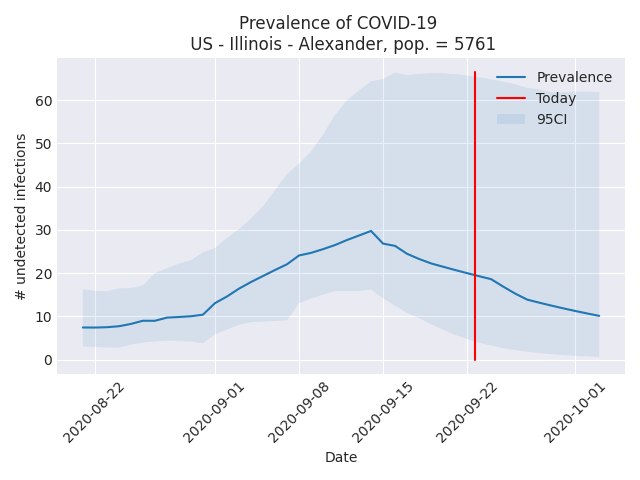 Prevalence of COVID-19
US - Illinois - Alexander, pop. = 5761
# undetected infections
60
50
40
30
20
10
0
Prevalence
Today
95CI
2020-08-22
2020-09-01
2020-09-08
2020-09-15
2020-09-22
2020-10-01
Date